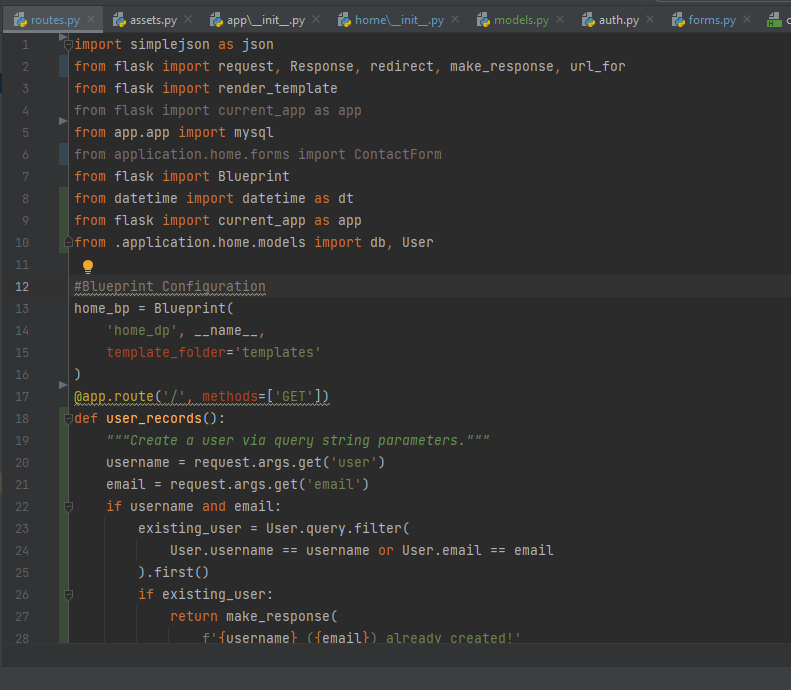 routes.py assets.py app\__init__.py home\__init__.py models.py auth.py forms.py
1 import simplejson as json
2 from flask import request, Response, redirect, make_response, url_for
3 from flask import render_template
4 from flask import current_app as app
5 from app.app import mysql
6 from application.home.forms import ContactForm
7 from flask import Blueprint
8 from datetime import datetime as dt
9 from flask import current_app as app
10 from .application.home.models import db, User
11
12 #Blueprint Configuration
13 home_bp = Blueprint(
14     'home_dp', __name__,
15     template_folder='templates'
16 )
17 @app.route('/', methods=['GET'])
18 def user_records():
19     """Create a user via query string parameters."""
20     username = request.args.get('user')
21     email = request.args.get('email')
22     if username and email:
23         existing_user = User.query.filter(
24             User.username == username or User.email == email
25         ).first()
26         if existing_user:
27             return make_response(
28                 f'{username} ({email}) already created!'